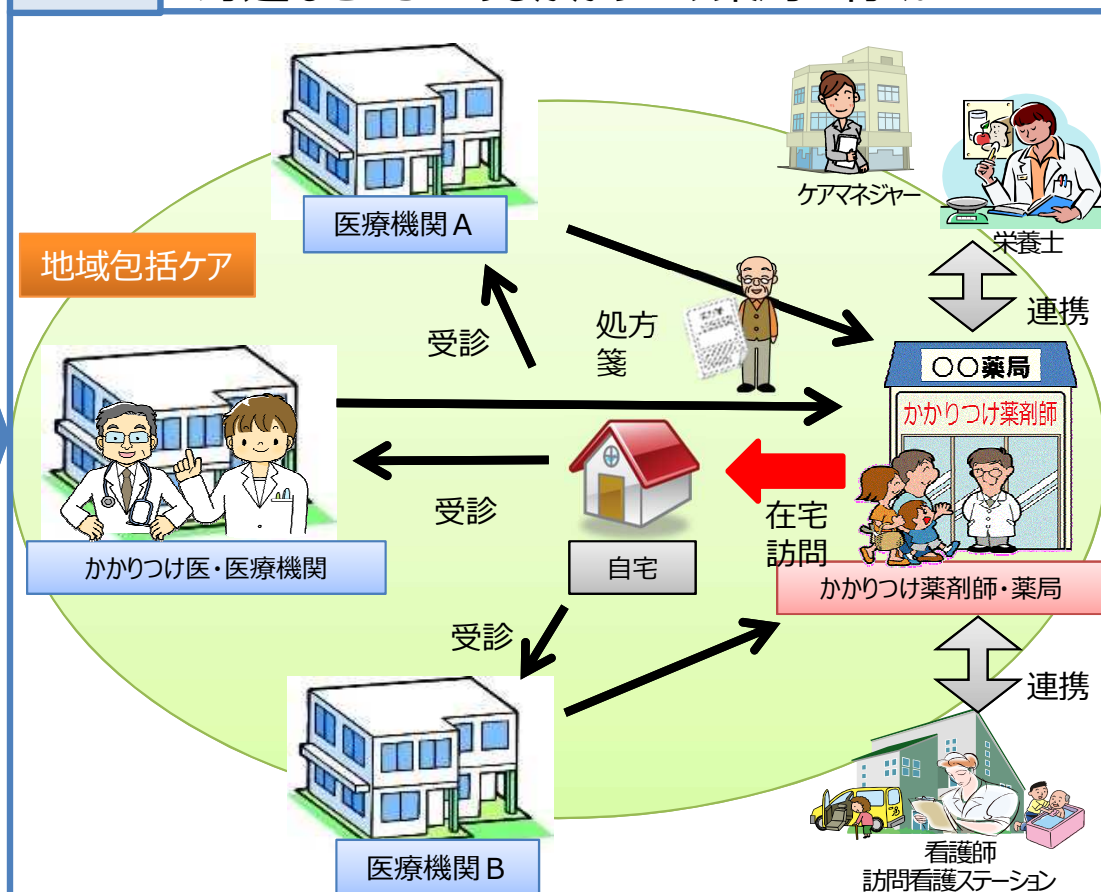 医療機関A
ケアマネジャー
栄養士
地域包括ケア
連携
受診
処方
箋
〇〇薬局
かかりつけ薬剤師
受診
在宅
訪問
かかりつけ医・医療機関
自宅
かかりつけ薬剤師・薬局
受診
連携
医療機関B
看護師
訪問看護ステーション